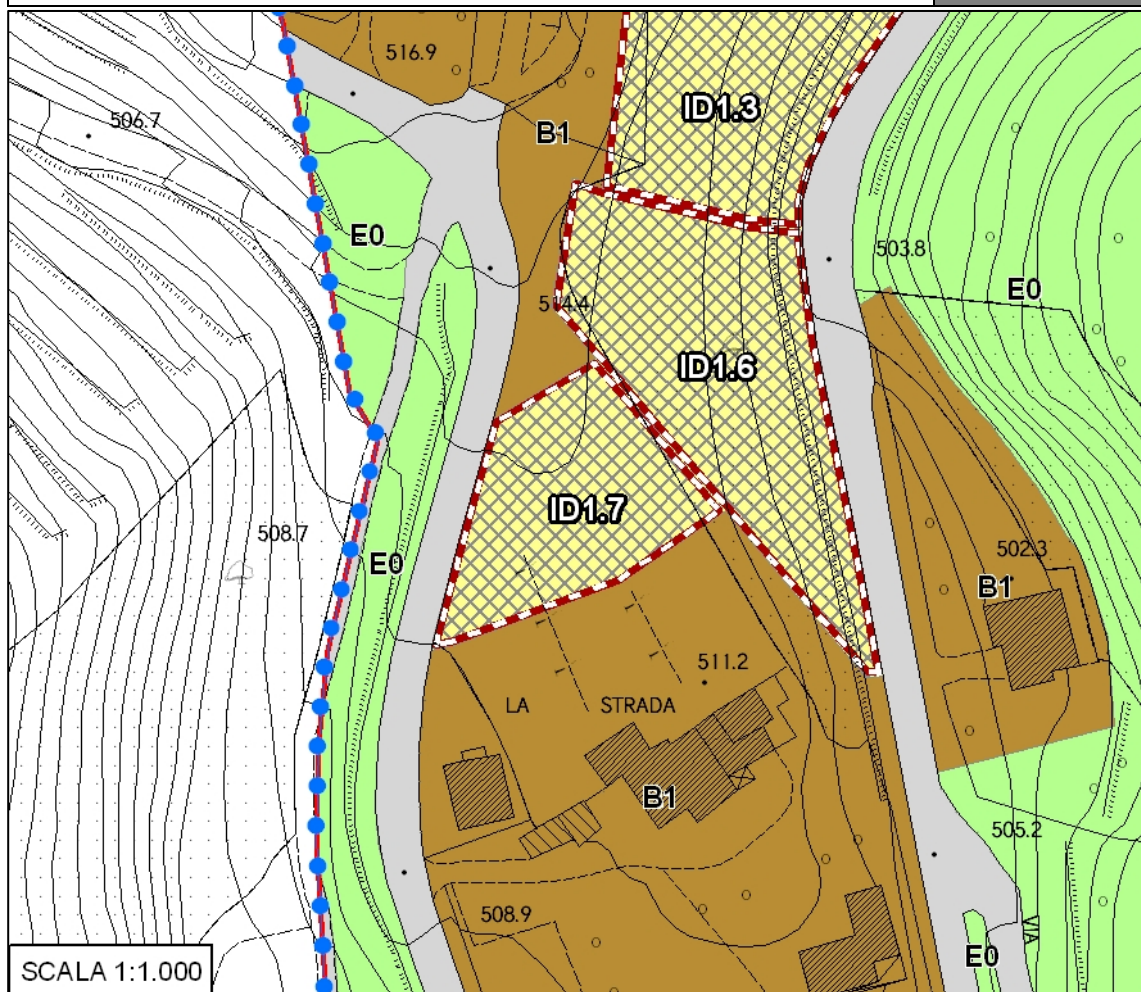 516.9
506.7
ID1.3
B1
E0
503.8
E0
514.4
ID1.6
ID1.7
508.7
E0
502.3
B1
511.2
LA STRADA
B1
505.2
508.9
VIA
E0
SCALA 1:1.000